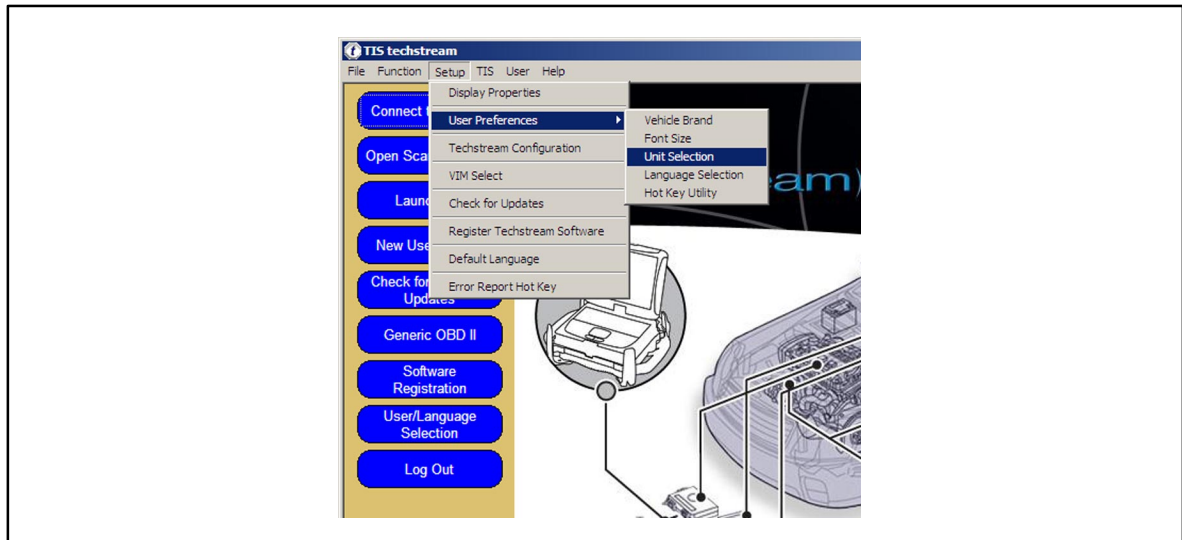 TIS techstream
File Function Setup TIS User Help
Display Properties
User Preferences
Techstream Configuration
VIM Select
Check for Updates
Register Techstream Software
Default Language
Error Report Hot Key
Vehicle Brand
Font Size
Unit Selection
Language Selection
Hot Key Utility
Connect t
Open Sca
Laun
New Use
Check for
Updates
Generic OBD II
Software
Registration
User/Language
Selection
Log Out
am)